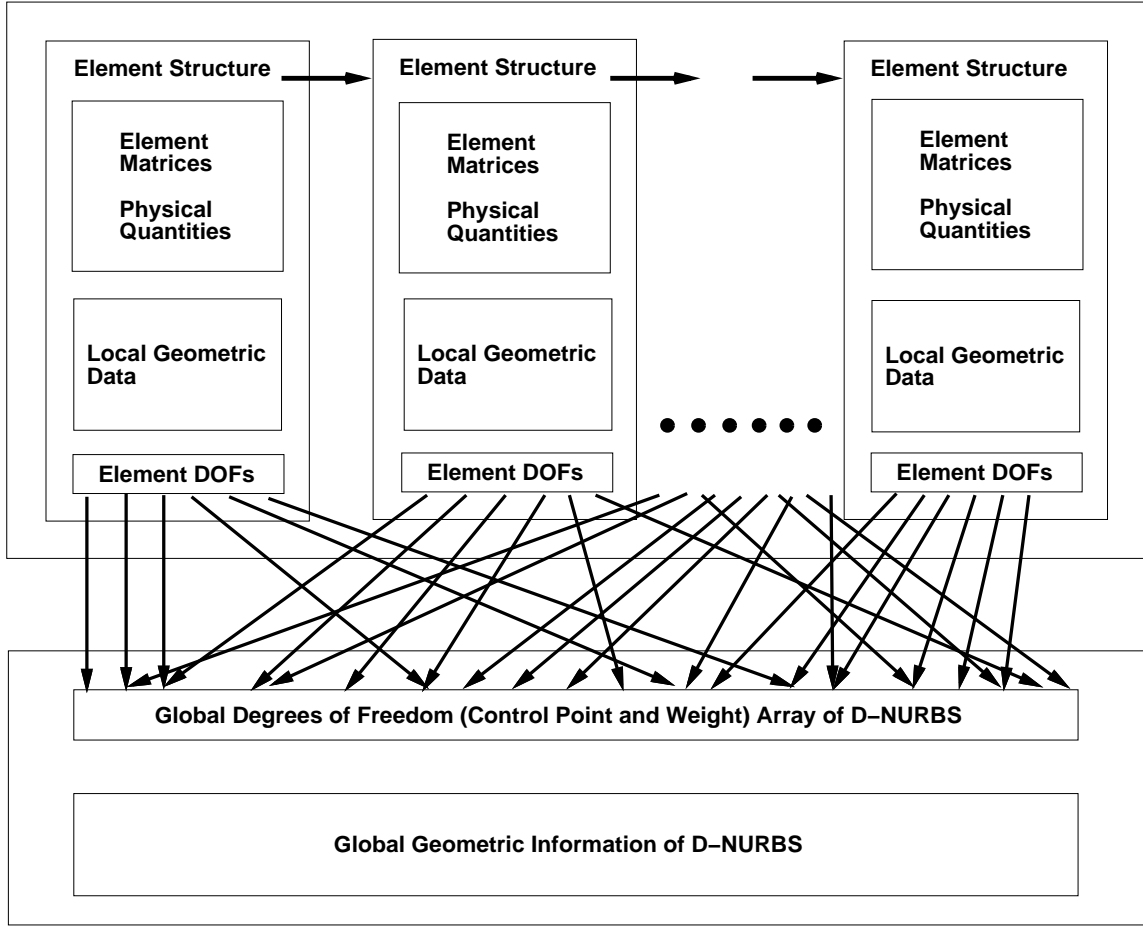 Element Structure
Element
Matrices
Physical
Quantities
Local Geometric
Data
Element DOFs
Element Structure
Element
Matrices
Physical
Quantities
Local Geometric
Data
Element DOFs
Element Structure
Element
Matrices
Physical
Quantities
Local Geometric
Data
Element DOFs
Global Degrees of Freedom (Control Point and Weight) Array of D−NURBS
Global Geometric Information of D−NURBS